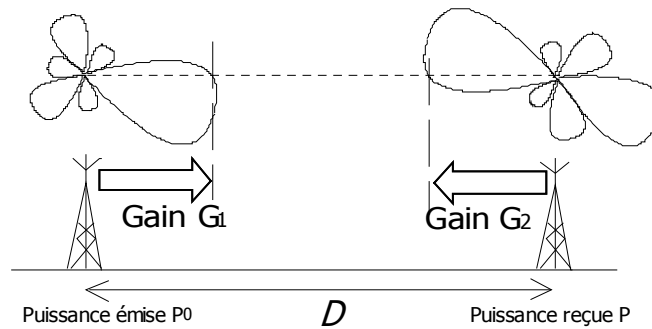 Gain G1
Gain G2
Puissance émise P0
D
Puissance reçue P